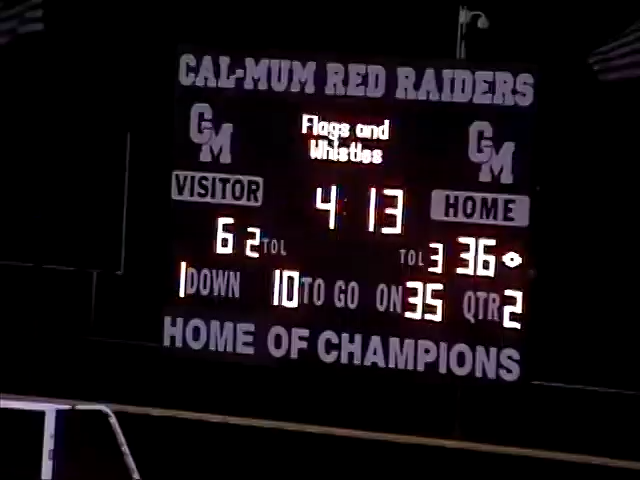 CAL-MUM RED RAIDERS
CM
Flags and
Whistles
CM
VISITOR
4:13
HOME
6 2 TOL
TOL 3 36
1 DOWN 10 TO GO ON 35 QTR 2
HOME OF CHAMPIONS